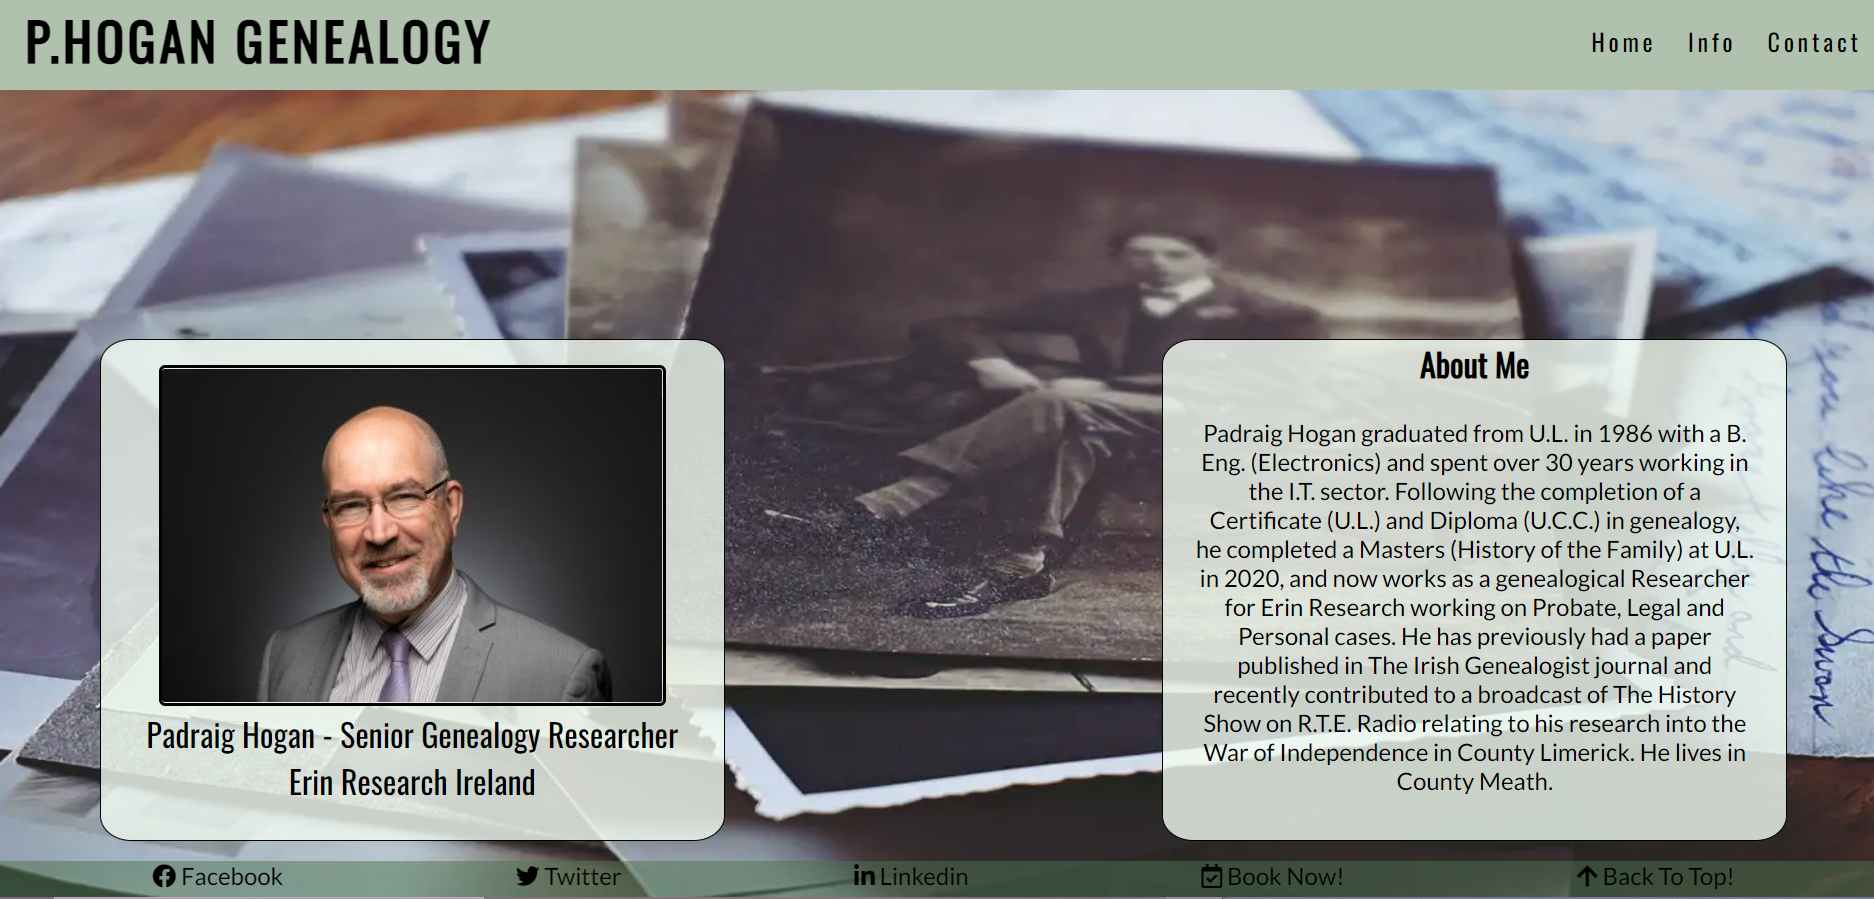 P.HOGAN GENEALOGY
Home Info Contact
Padraig Hogan - Senior Genealogy Researcher
Erin Research Ireland
About Me
Padraig Hogan graduated from U.L. in 1986 with a B.
Eng. (Electronics) and spent over 30 years working in
the I.T. sector. Following the completion of a
Certificate (U.L.) and Diploma (U.C.C.) in genealogy,
he completed a Masters (History of the Family) at U.L.
in 2020, and now works as a genealogical Researcher
for Erin Research working on Probate, Legal and
Personal cases. He has previously had a paper
published in The Irish Genealogist journal and
recently contributed to a broadcast of The History
Show on R.T.E. Radio relating to his research into the
War of Independence in County Limerick. He lives in
County Meath.
you like the Swan
Facebook Twitter Linkedin Book Now! Back To Top!